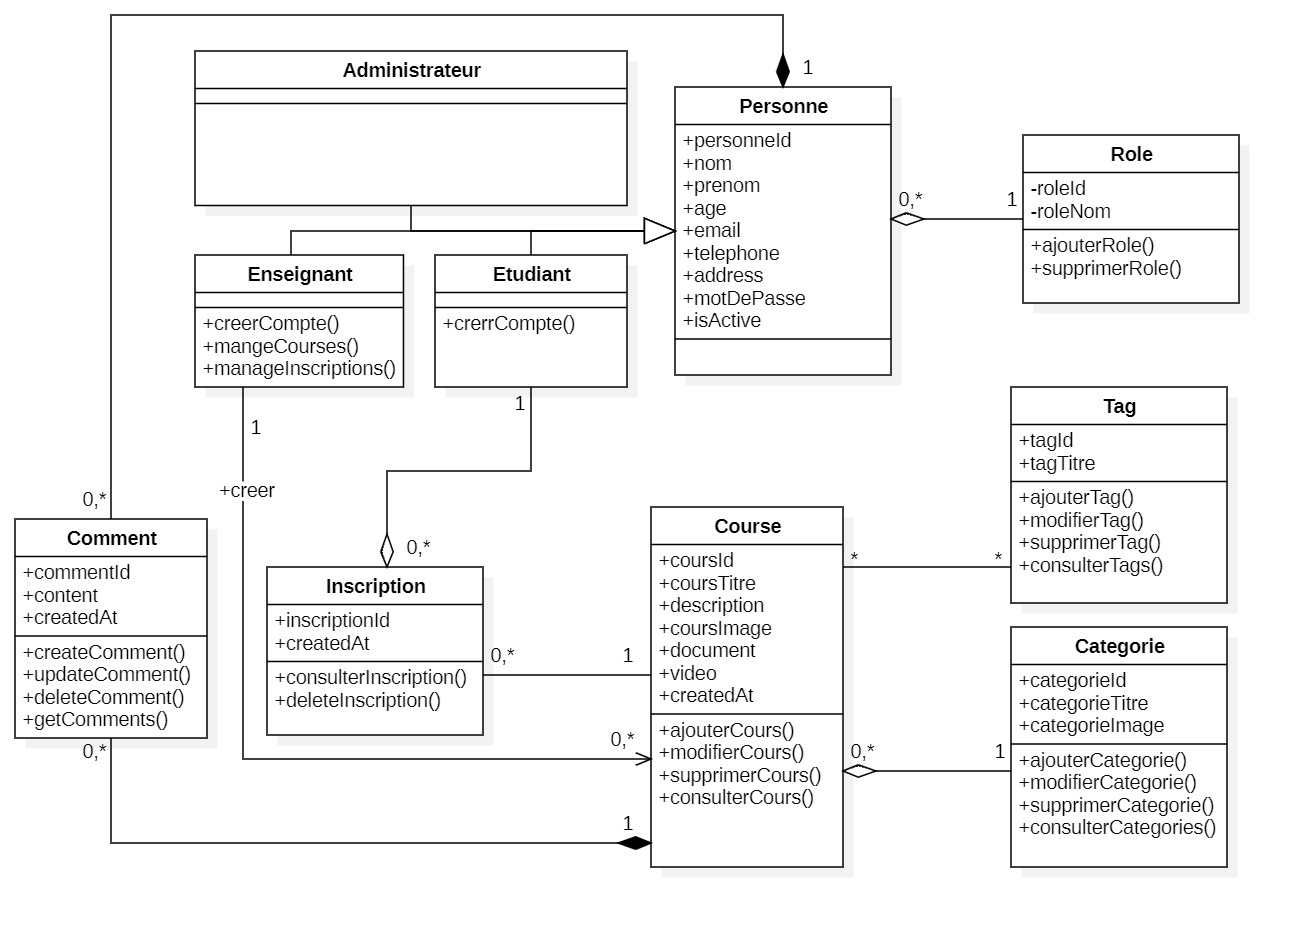 Administrateur
1
Personne
+personneId
+nom
+prenom
+age
+email
+telephone
+address
+motDePasse
+isActive
0,*
1
Role
-roleId
-roleNom
+ajouterRole()
+supprimerRole()
Enseignant
+creerCompte()
+mangeCourses()
+manageInscriptions()
Etudiant
+crerrCompte()
1
1
+creer
0,*
0,*
Comment
+commentId
+content
+createdAt
+createComment()
+updateComment()
+deleteComment()
+getComments()
0,*
Inscription
+inscriptionId
+createdAt
+consulterInscription()
+deleteInscription()
0,*
1
0,*
1
Course
+coursId
+coursTitre
+description
+coursImage
+document
+video
+createdAt
+ajouterCours()
+modifierCours()
+supprimerCours()
+consulterCours()
*
*
Tag
+tagId
+tagTitre
+ajouterTag()
+modifierTag()
+supprimerTag()
+consulterTags()
0,*
1
Categorie
+categorieId
+categorieTitre
+categorieImage
+ajouterCategorie()
+modifierCategorie()
+supprimerCategorie()
+consulterCategories()